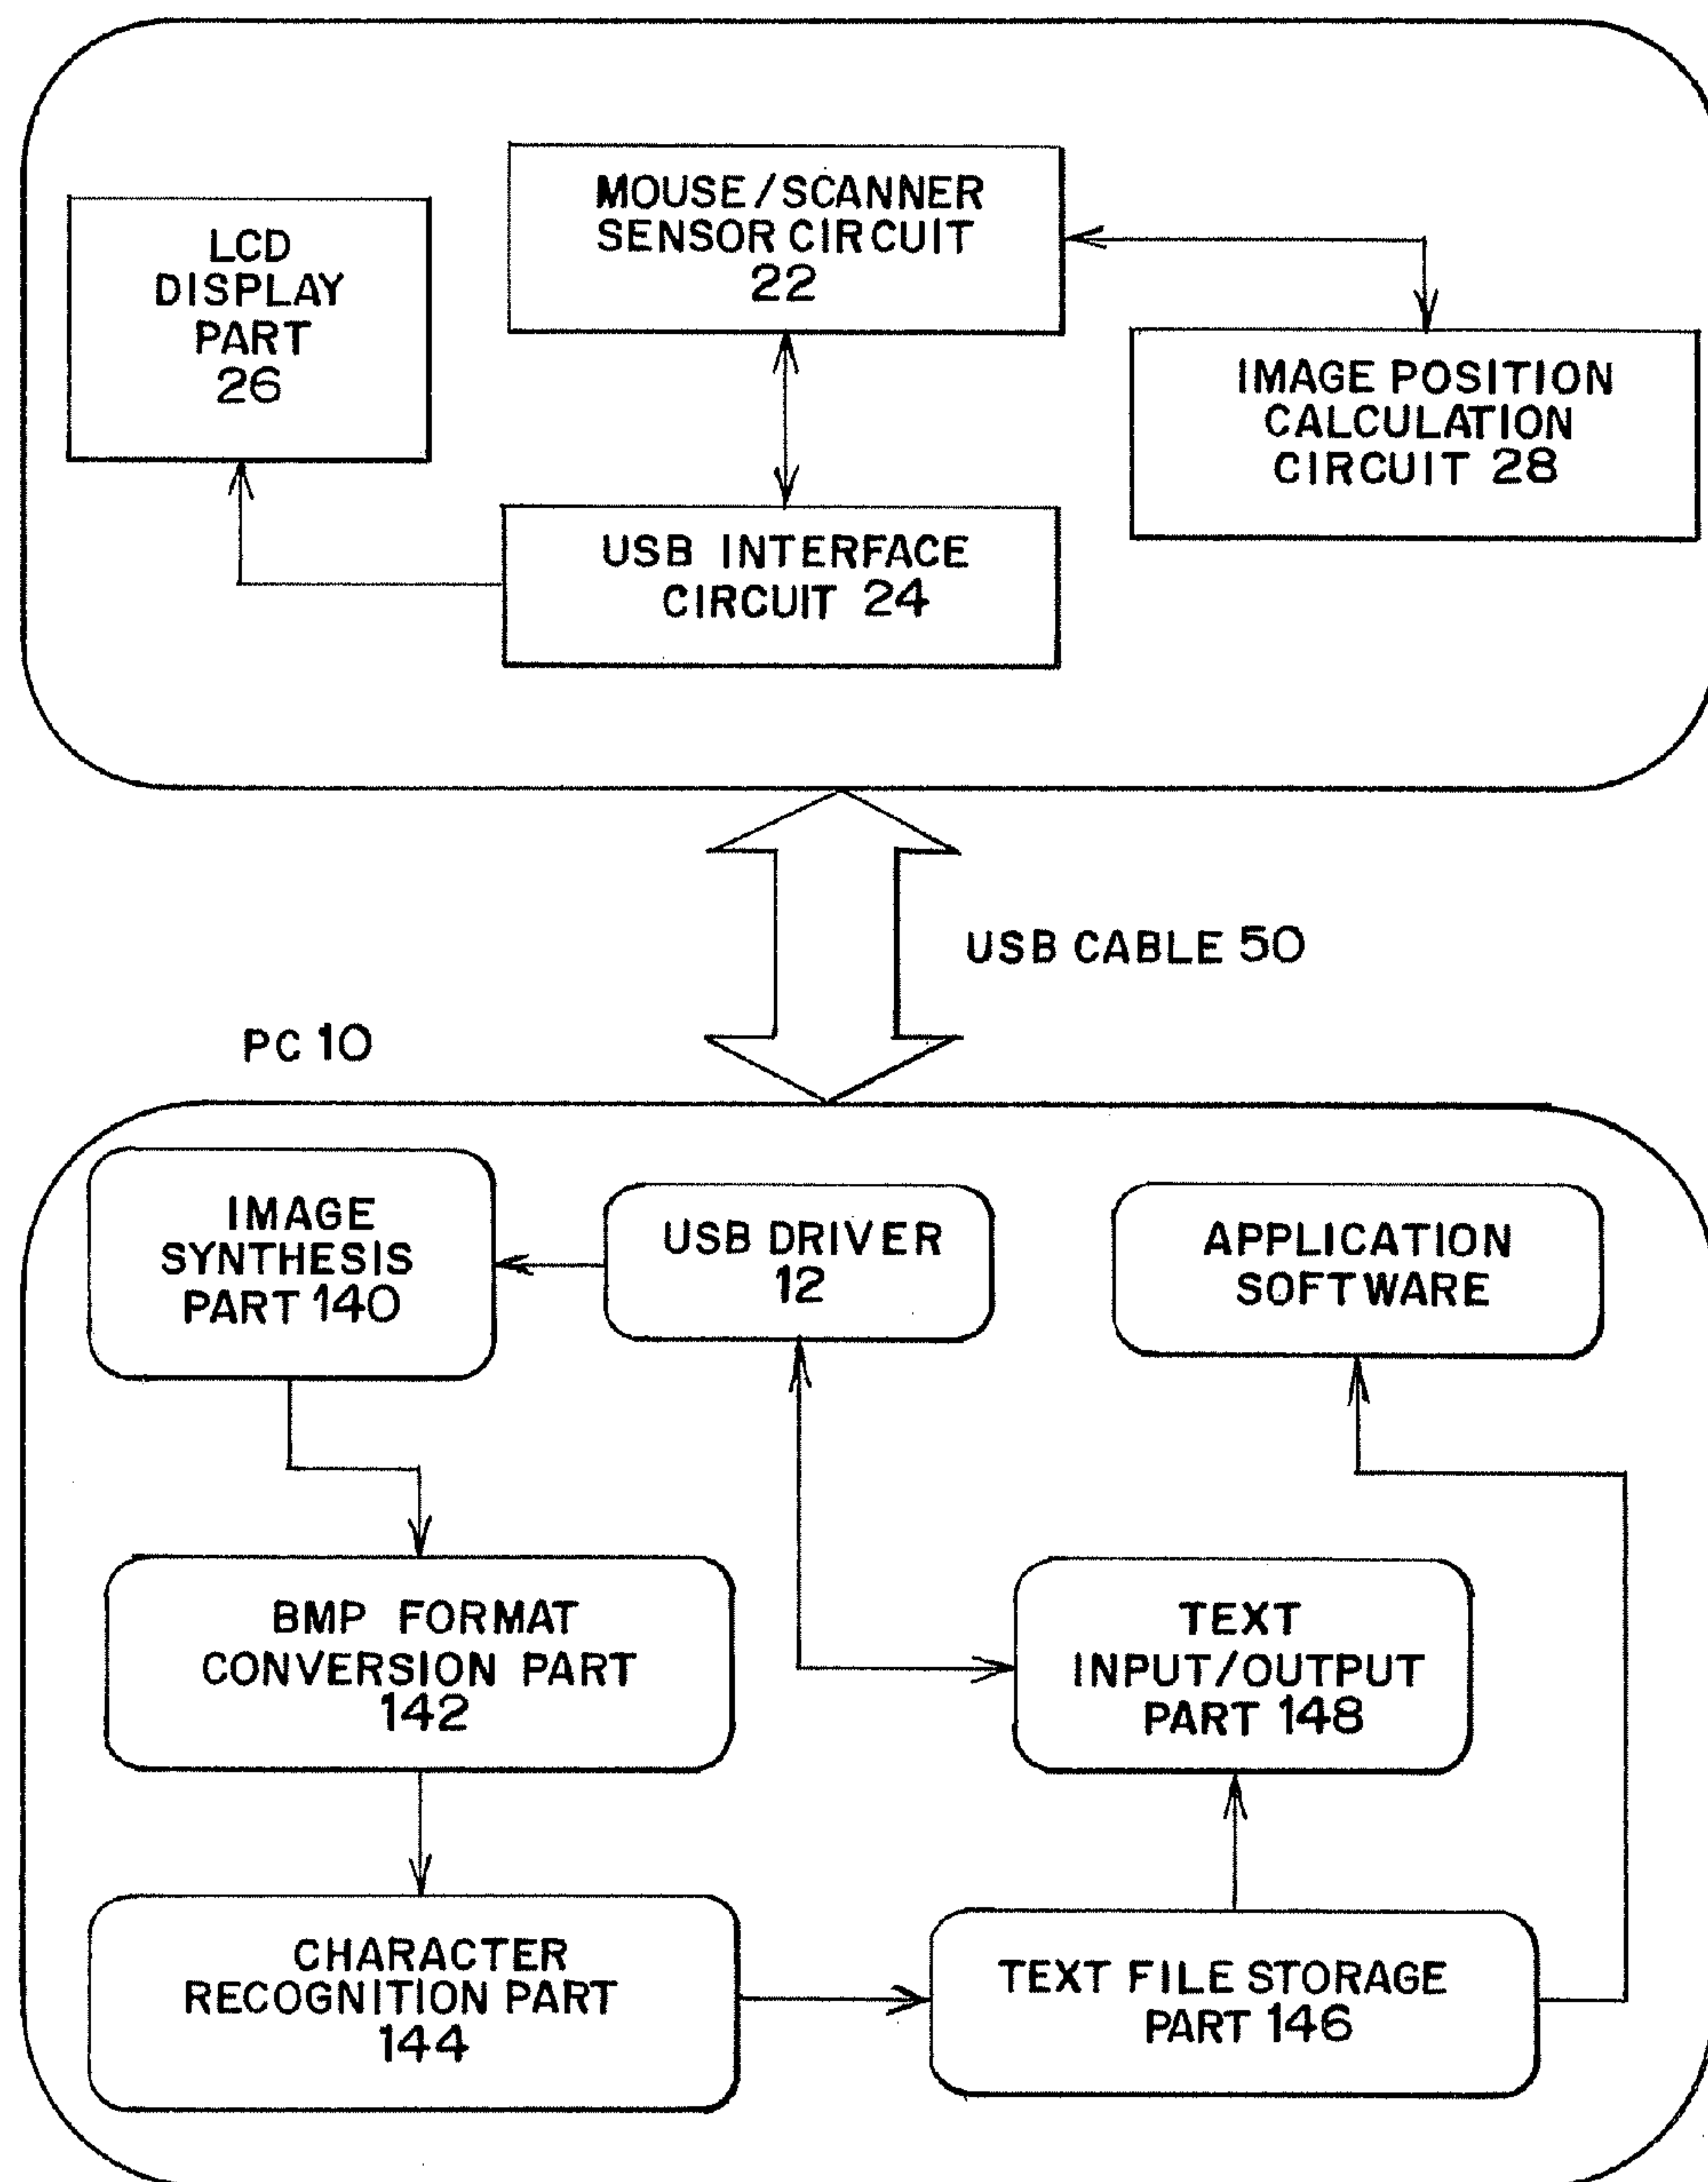 MOUSE/SCANNER
SENSOR CIRCUIT
22
LCD
DISPLAY
PART
26
IMAGE POSITION
CALCULATION
CIRCUIT 28
USB INTERFACE
CIRCUIT 24
USB CABLE 50
PC 10
IMAGE
SYNTHESIS
PART 140
USB DRIVER
12
APPLICATION
SOFTWARE
BMP FORMAT
CONVERSION PART
142
TEXT
INPUT/OUTPUT
PART 148
CHARACTER
RECOGNITION PART
144
TEXT FILE STORAGE
PART 146